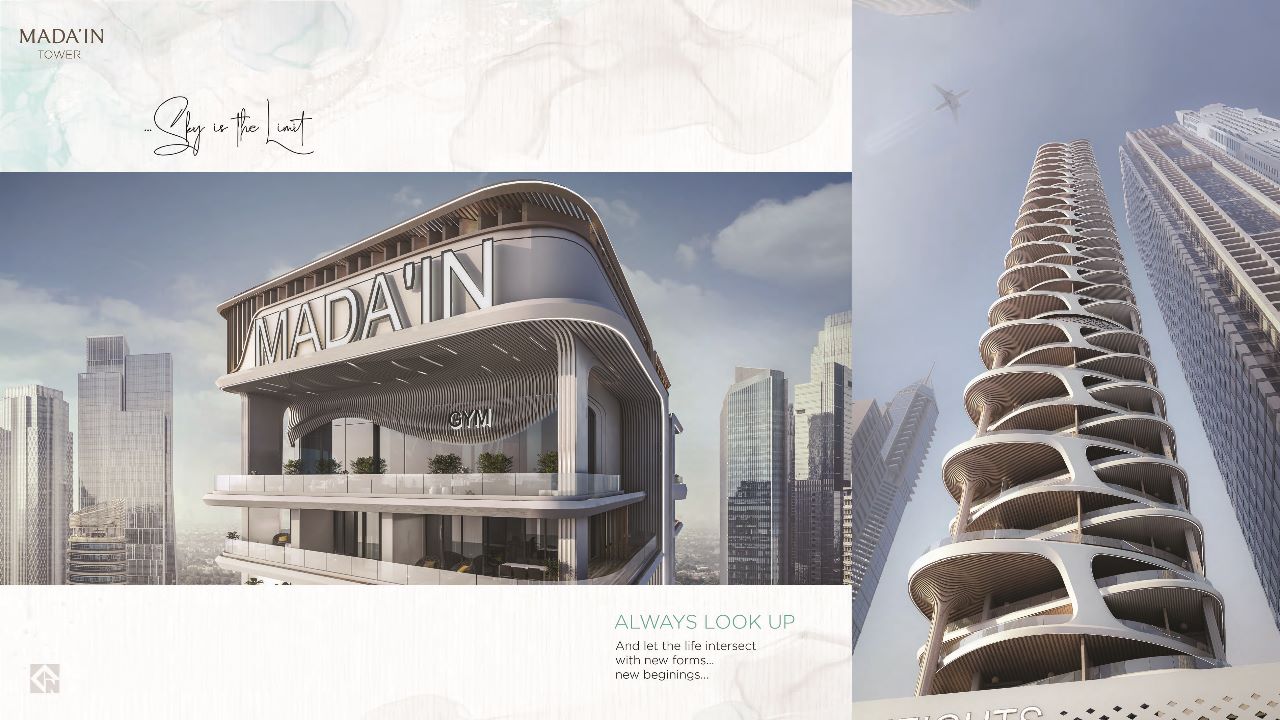 MADA'IN
TOWER
...Sky is the Limit
MADA'IN
GYM
ALWAYS LOOK UP
And let the life intersect
with new forms...
new beginings...